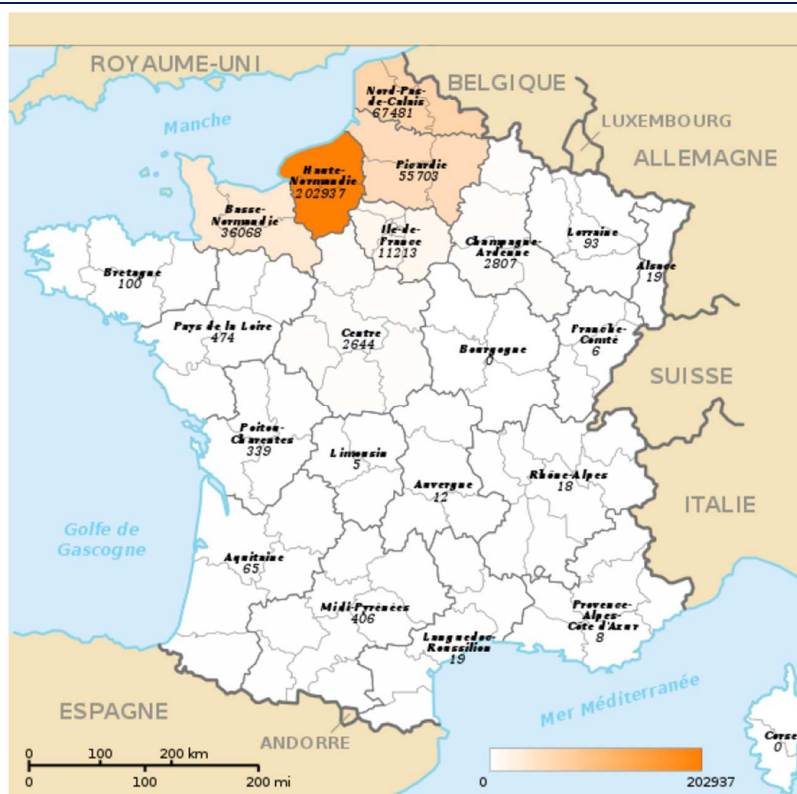 ROYAUME-UNI
BELGIQUE
Nord-Pas-
de-Calais
67481
Manche
LUXEMBOURG
ALLEMAGNE
Picardie
55703
Haute-
Normandie
202937
Basse-
Normandie
36068
Ile-de-
France
11213
Champagne-
Ardenne
2807
Lorraine
93
Alsace
19
Bretagne
100
Pays de la Loire
474
Centre
2644
Bourgogne
0
Franche-
Comté
6
SUISSE
Poitou-
Charentes
339
Limousin
5
Auvergne
12
Rhône-Alpes
18
ITALIE
Golfe de
Gascogne
Aquitaine
65
Midi-Pyrénées
406
Languedoc-
Roussillon
19
Provence-
Alpes-
Côte d'Azur
8
Mer Méditerranée
ESPAGNE
ANDORRE
Corse
0
0 100 200 km
0 100 200 mi
0 202937